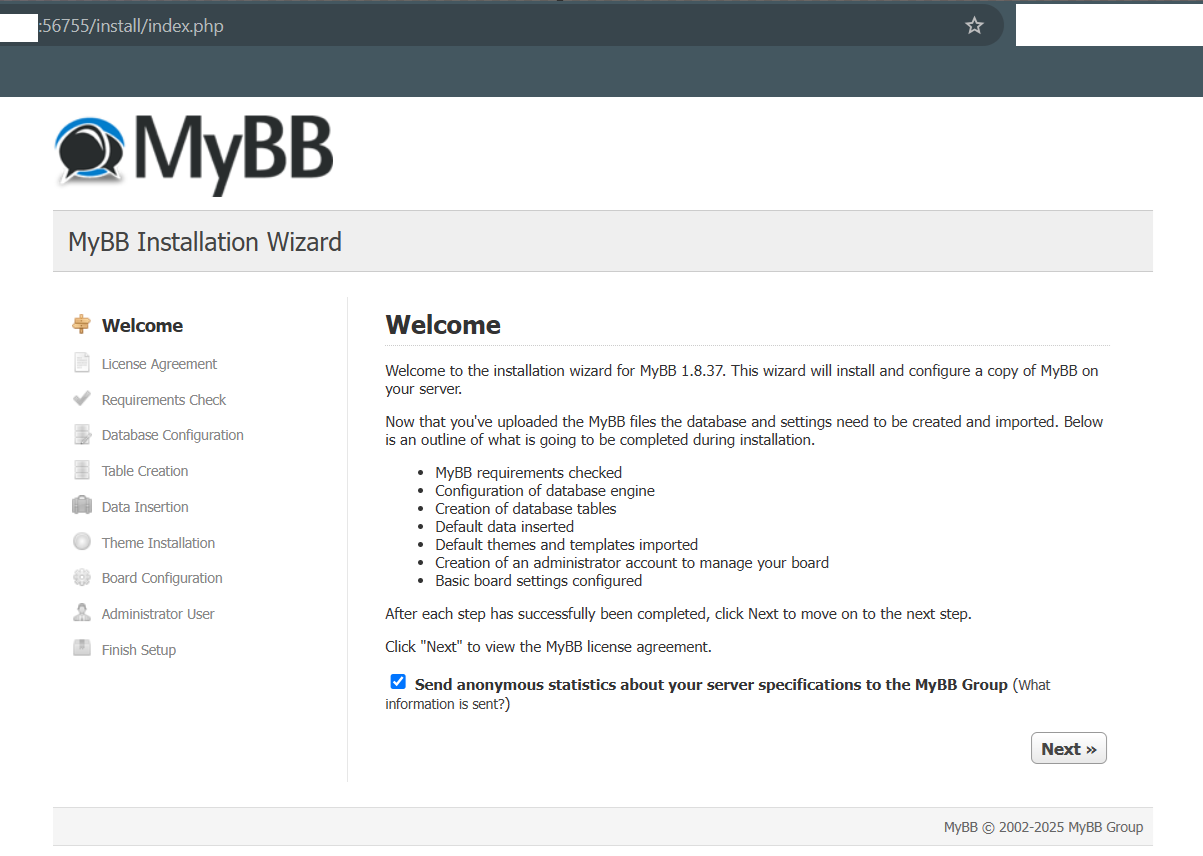 :56755/install/index.php
MyBB
MyBB Installation Wizard
Welcome
License Agreement
Requirements Check
Database Configuration
Table Creation
Data Insertion
Theme Installation
Board Configuration
Administrator User
Finish Setup
Welcome
Welcome to the installation wizard for MyBB 1.8.37. This wizard will install and configure a copy of MyBB on
your server.
Now that you've uploaded the MyBB files the database and settings need to be created and imported. Below
is an outline of what is going to be completed during installation.
• MyBB requirements checked
• Configuration of database engine
• Creation of database tables
• Default data inserted
• Default themes and templates imported
• Creation of an administrator account to manage your board
• Basic board settings configured
After each step has successfully been completed, click Next to move on to the next step.
Click "Next" to view the MyBB license agreement.
Send anonymous statistics about your server specifications to the MyBB Group (What
information is sent?)
Next »
MyBB © 2002-2025 MyBB Group